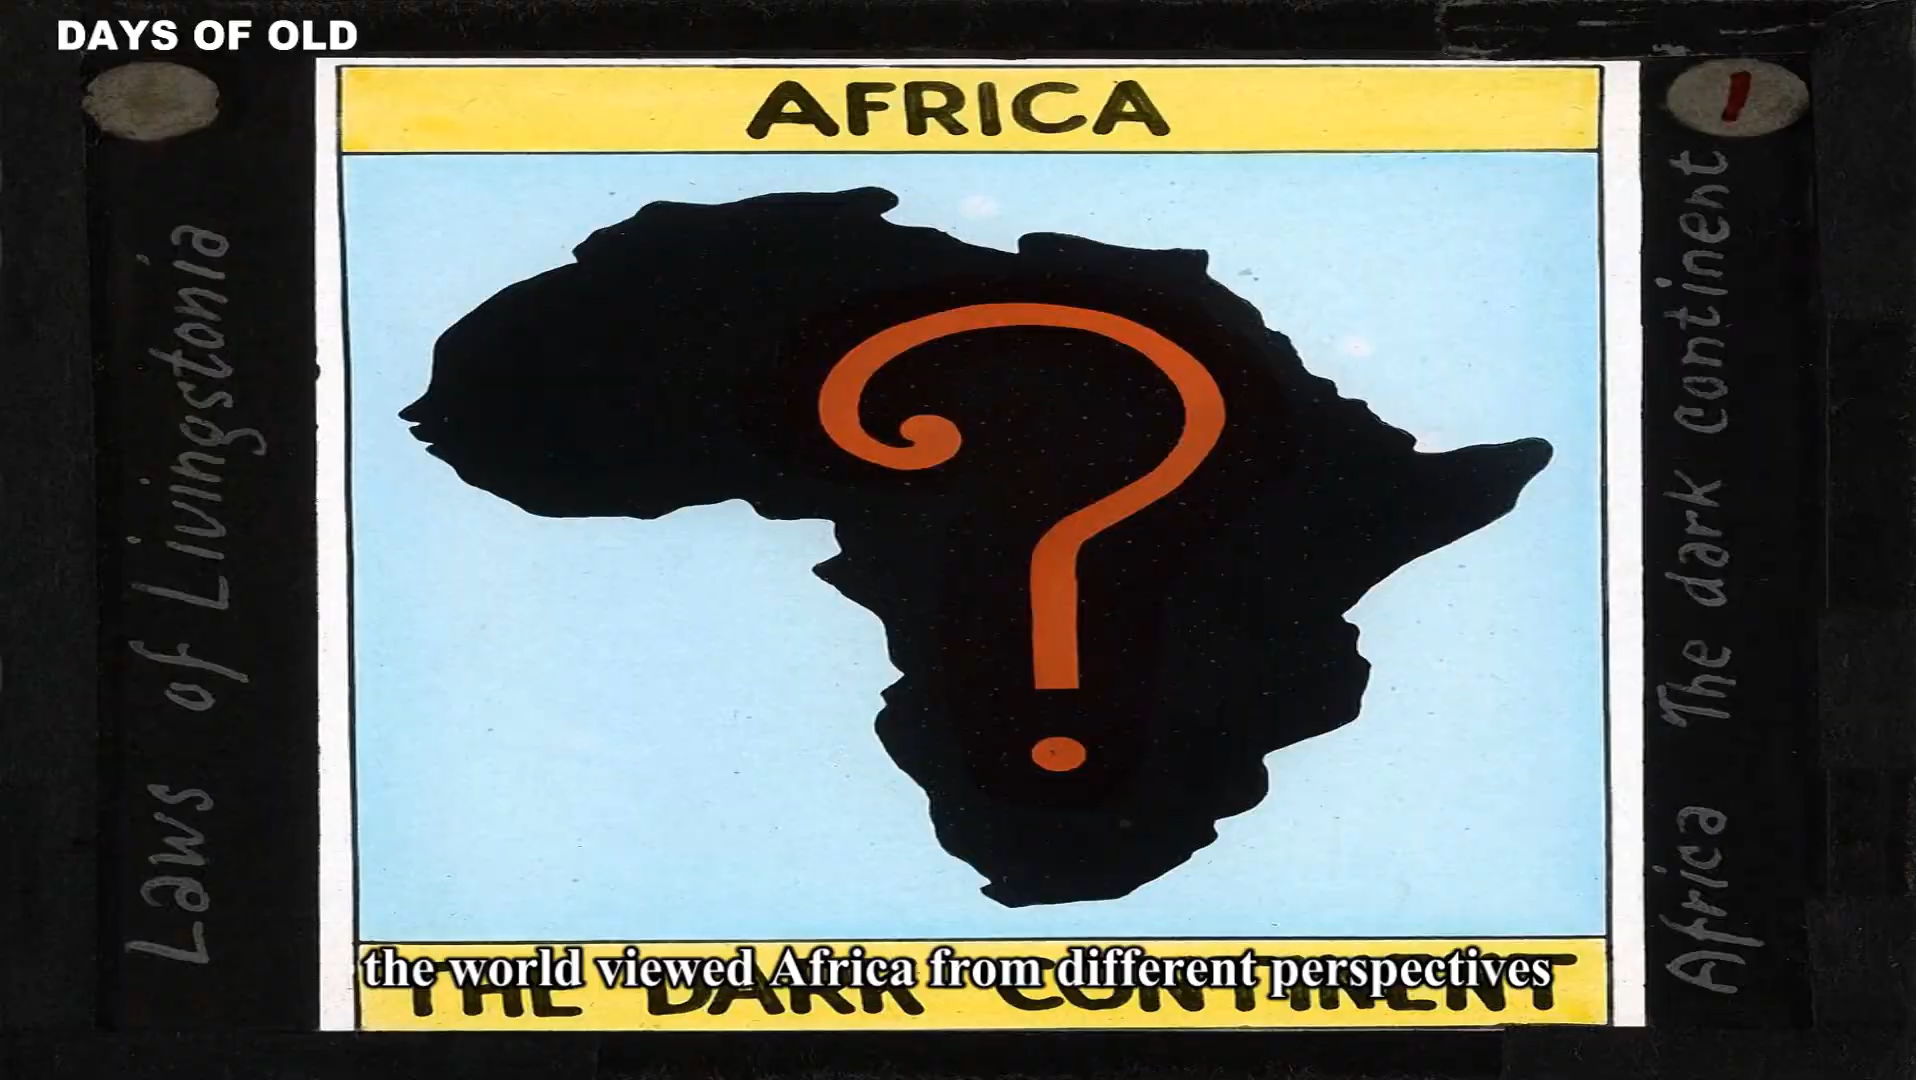 DAYS OF OLD
AFRICA
1
Laws of Livingstonia
Africa The dark continent
the world viewed Africa from different perspectives
THE DARK CONTINENT